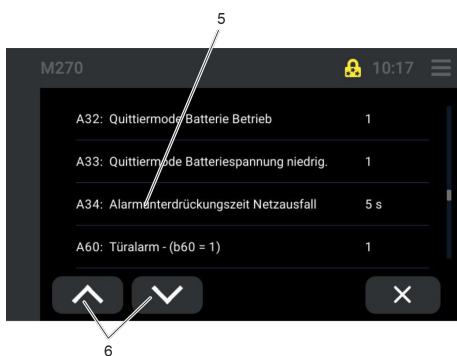 5
M270 10:17
A32: Quittiermode Batterie Betrieb 1
A33: Quittiermode Batteriespannung niedrig. 1
A34: Alarmunterdrückungszeit Netzausfall 5 s
A60: Türalarm - (b60 = 1) 1
6